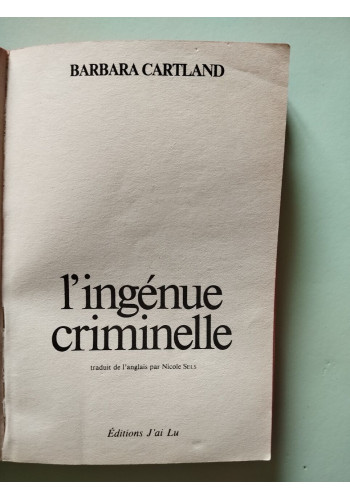 BARBARA CARTLAND
l'ingénue
criminelle
traduit de l'anglais par Nicole SELS
Éditions J'ai Lu